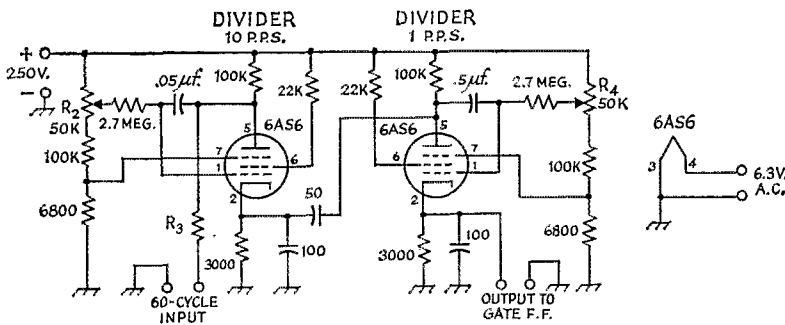 DIVIDER
10 P.P.S.
DIVIDER
1 P.P.S.
+
250V.
-
R2
50K
2.7 MEG.
.05µf.
100K
22K
6AS6
5
7
1
6
2
100K
6800
R3
3000
100
50
60-CYCLE
INPUT
22K
100K
.5µf.
2.7 MEG.
R4
50K
6AS6
5
6
7
1
2
100K
6800
3000
100
OUTPUT TO
GATE F.F.
6AS6
3
4
6.3V.
A.C.